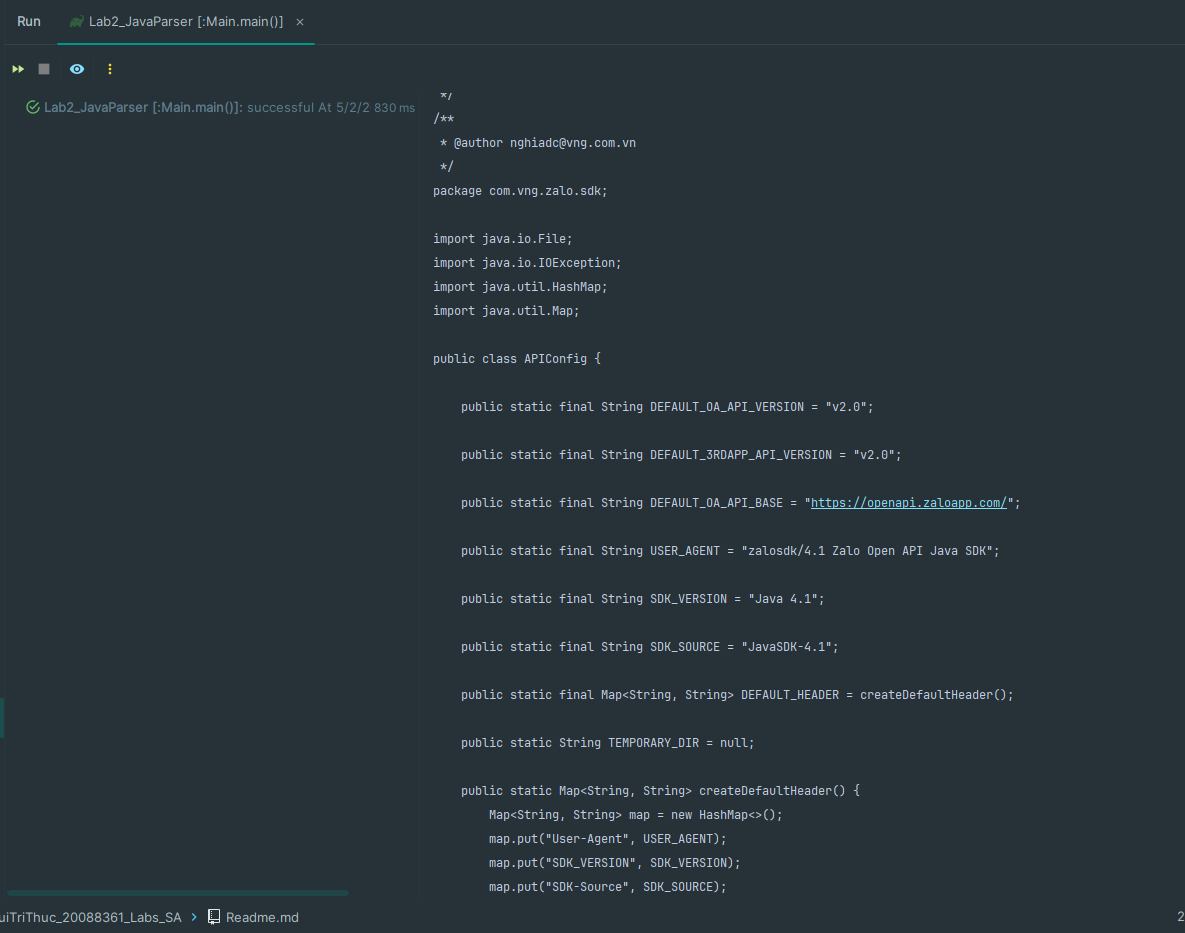 Run
Lab2_JavaParser [:Main.main()]
Lab2_JavaParser [:Main.main()]: successful At 5/2/2 830 ms
*/
/**
* @author nghiadc@vng.com.vn
*/
package com.vng.zalo.sdk;
import java.io.File;
import java.io.IOException;
import java.util.HashMap;
import java.util.Map;
public class APIConfig {
public static final String DEFAULT_OA_API_VERSION = "v2.0";
public static final String DEFAULT_3RDAPP_API_VERSION = "v2.0";
public static final String DEFAULT_OA_API_BASE = "https://openapi.zaloapp.com/";
public static final String USER_AGENT = "zalosdk/4.1 Zalo Open API Java SDK";
public static final String SDK_VERSION = "Java 4.1";
public static final String SDK_SOURCE = "JavaSDK-4.1";
public static final Map<String, String> DEFAULT_HEADER = createDefaultHeader();
public static String TEMPORARY_DIR = null;
public static Map<String, String> createDefaultHeader() {
Map<String, String> map = new HashMap<>();
map.put("User-Agent", USER_AGENT);
map.put("SDK_VERSION", SDK_VERSION);
map.put("SDK-Source", SDK_SOURCE);
uiTriThuc_20088361_Labs_SA > Readme.md
2